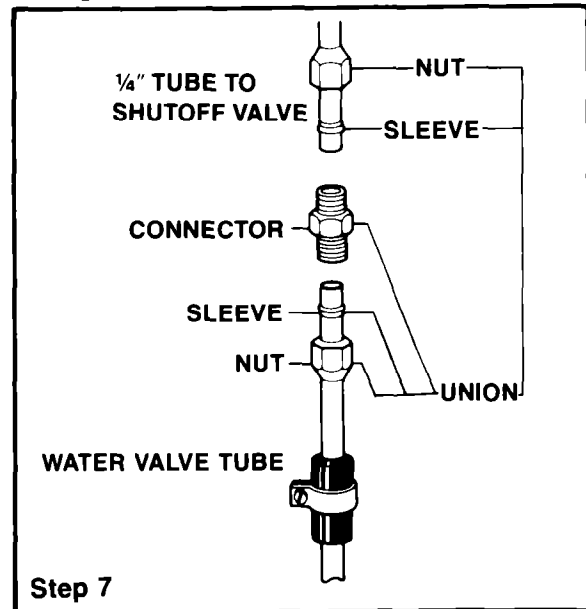 NUT
¼" TUBE TO
SHUTOFF VALVE
SLEEVE
CONNECTOR
SLEEVE
NUT
UNION
WATER VALVE TUBE
Step 7